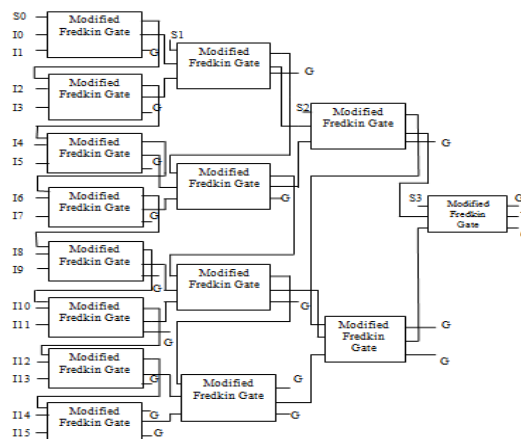 S0
I0
I1
Modified
Fredkin Gate
G
S1
Modified
Fredkin Gate
G
I2
I3
Modified
Fredkin Gate
G
S2
Modified
Fredkin Gate
G
I4
I5
Modified
Fredkin Gate
G
Modified
Fredkin Gate
G
I6
I7
Modified
Fredkin Gate
G
S3
Modified
Fredkin
Gate
G
G
I8
I9
Modified
Fredkin Gate
G
Modified
Fredkin Gate
G
I10
I11
Modified
Fredkin Gate
G
Modified
Fredkin
Gate
G
G
I12
I13
Modified
Fredkin Gate
G
Modified
Fredkin Gate
G
G
I14
I15
Modified
Fredkin Gate
G
G